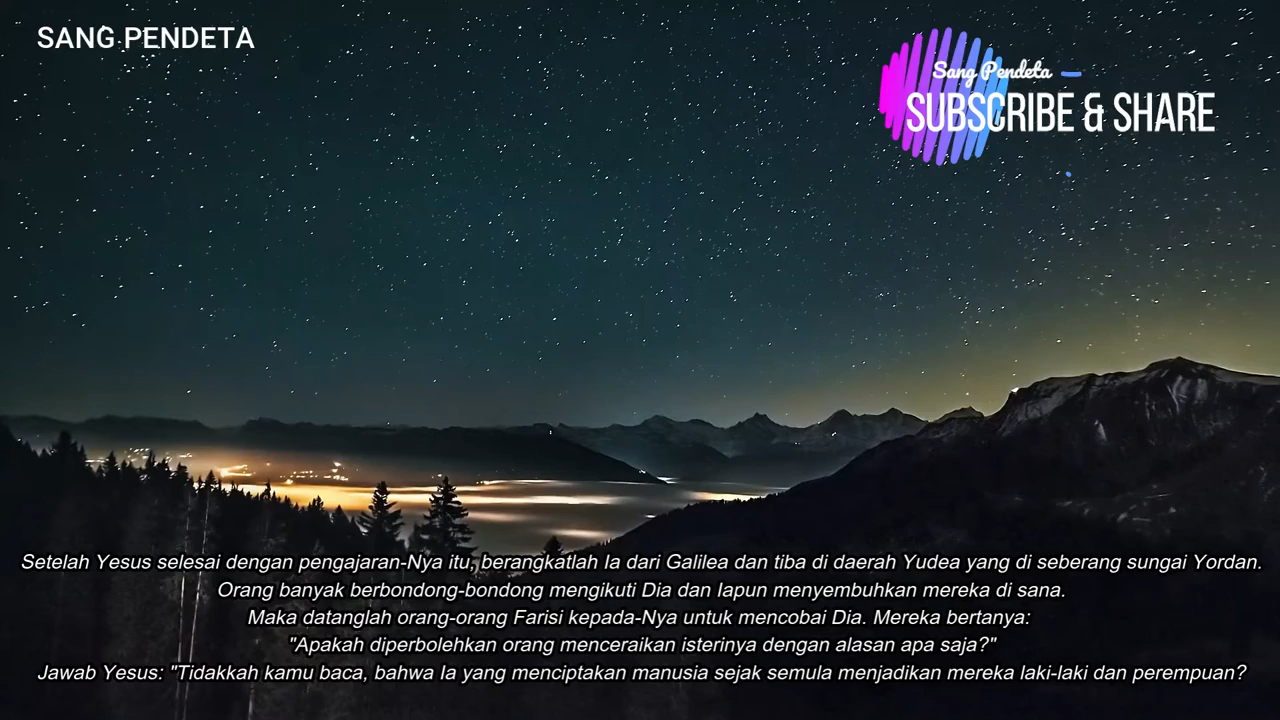 SANG PENDETA
Sang Pendeta
SUBSCRIBE & SHARE
Setelah Yesus selesai dengan pengajaran-Nya itu, berangkatlah Ia dari Galilea dan tiba di daerah Yudea yang di seberang sungai Yordan.
Orang banyak berbondong-bondong mengikuti Dia dan Iapun menyembuhkan mereka di sana.
Maka datanglah orang-orang Farisi kepada-Nya untuk mencobai Dia. Mereka bertanya:
"Apakah diperbolehkan orang menceraikan isterinya dengan alasan apa saja?"
Jawab Yesus: "Tidakkah kamu baca, bahwa Ia yang menciptakan manusia sejak semula menjadikan mereka laki-laki dan perempuan?